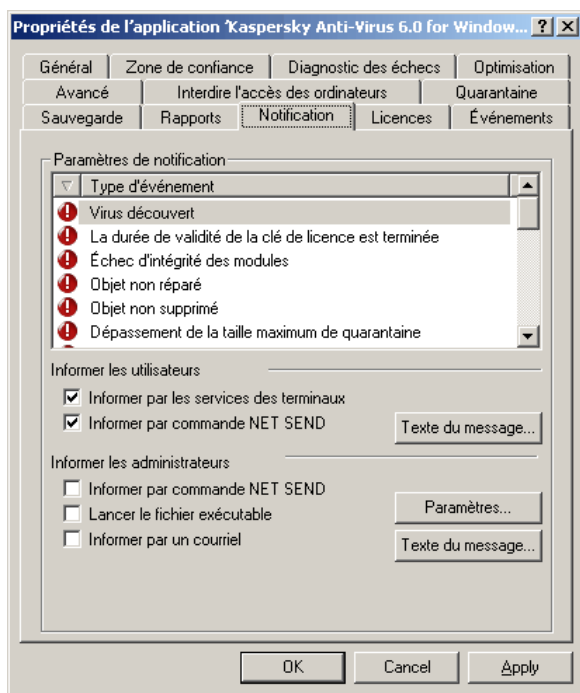 Propriétés de l'application 'Kaspersky Anti-Virus 6.0 for Window...
Général Zone de confiance Diagnostic des échecs Optimisation
Avancé Interdire l'accès des ordinateurs Quarantaine
Sauvegarde Rapports Notification Licences Événements
Paramètres de notification
Type d'événement
Virus découvert
La durée de validité de la clé de licence est terminée
Échec d'intégrité des modules
Objet non réparé
Objet non supprimé
Dépassement de la taille maximum de quarantaine
Informer les utilisateurs
Informer par les services des terminaux
Informer par commande NET SEND
Texte du message...
Informer les administrateurs
Informer par commande NET SEND
Lancer le fichier exécutable
Paramètres...
Informer par un courriel
Texte du message...
OK Cancel Apply